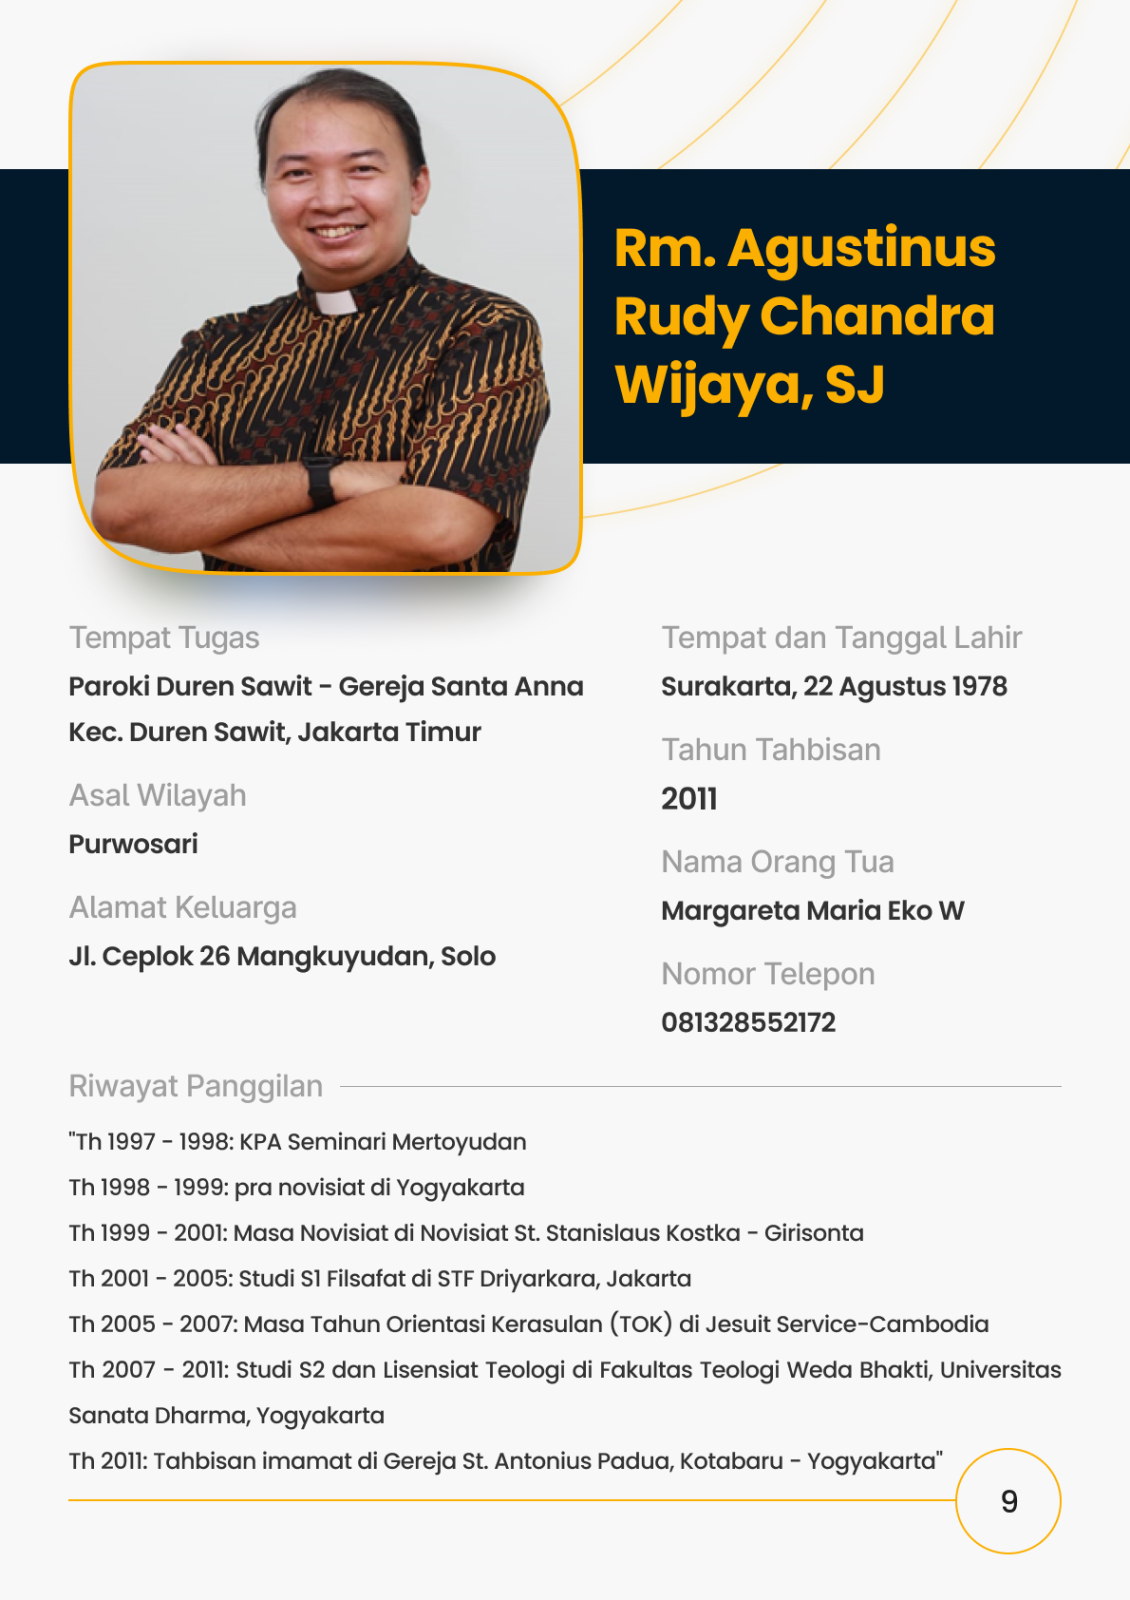 Rm. Agustinus
Rudy Chandra
Wijaya, SJ
Tempat Tugas
Paroki Duren Sawit - Gereja Santa Anna
Kec. Duren Sawit, Jakarta Timur
Asal Wilayah
Purwosari
Alamat Keluarga
Jl. Ceplok 26 Mangkuyudan, Solo
Tempat dan Tanggal Lahir
Surakarta, 22 Agustus 1978
Tahun Tahbisan
2011
Nama Orang Tua
Margareta Maria Eko W
Nomor Telepon
081328552172
Riwayat Panggilan
"Th 1997 - 1998: KPA Seminari Mertoyudan
Th 1998 - 1999: pra novisiat di Yogyakarta
Th 1999 - 2001: Masa Novisiat di Novisiat St. Stanislaus Kostka - Girisonta
Th 2001 - 2005: Studi S1 Filsafat di STF Driyarkara, Jakarta
Th 2005 - 2007: Masa Tahun Orientasi Kerasulan (TOK) di Jesuit Service-Cambodia
Th 2007 - 2011: Studi S2 dan Lisensiat Teologi di Fakultas Teologi Weda Bhakti, Universitas
Sanata Dharma, Yogyakarta
Th 2011: Tahbisan imamat di Gereja St. Antonius Padua, Kotabaru - Yogyakarta"
9